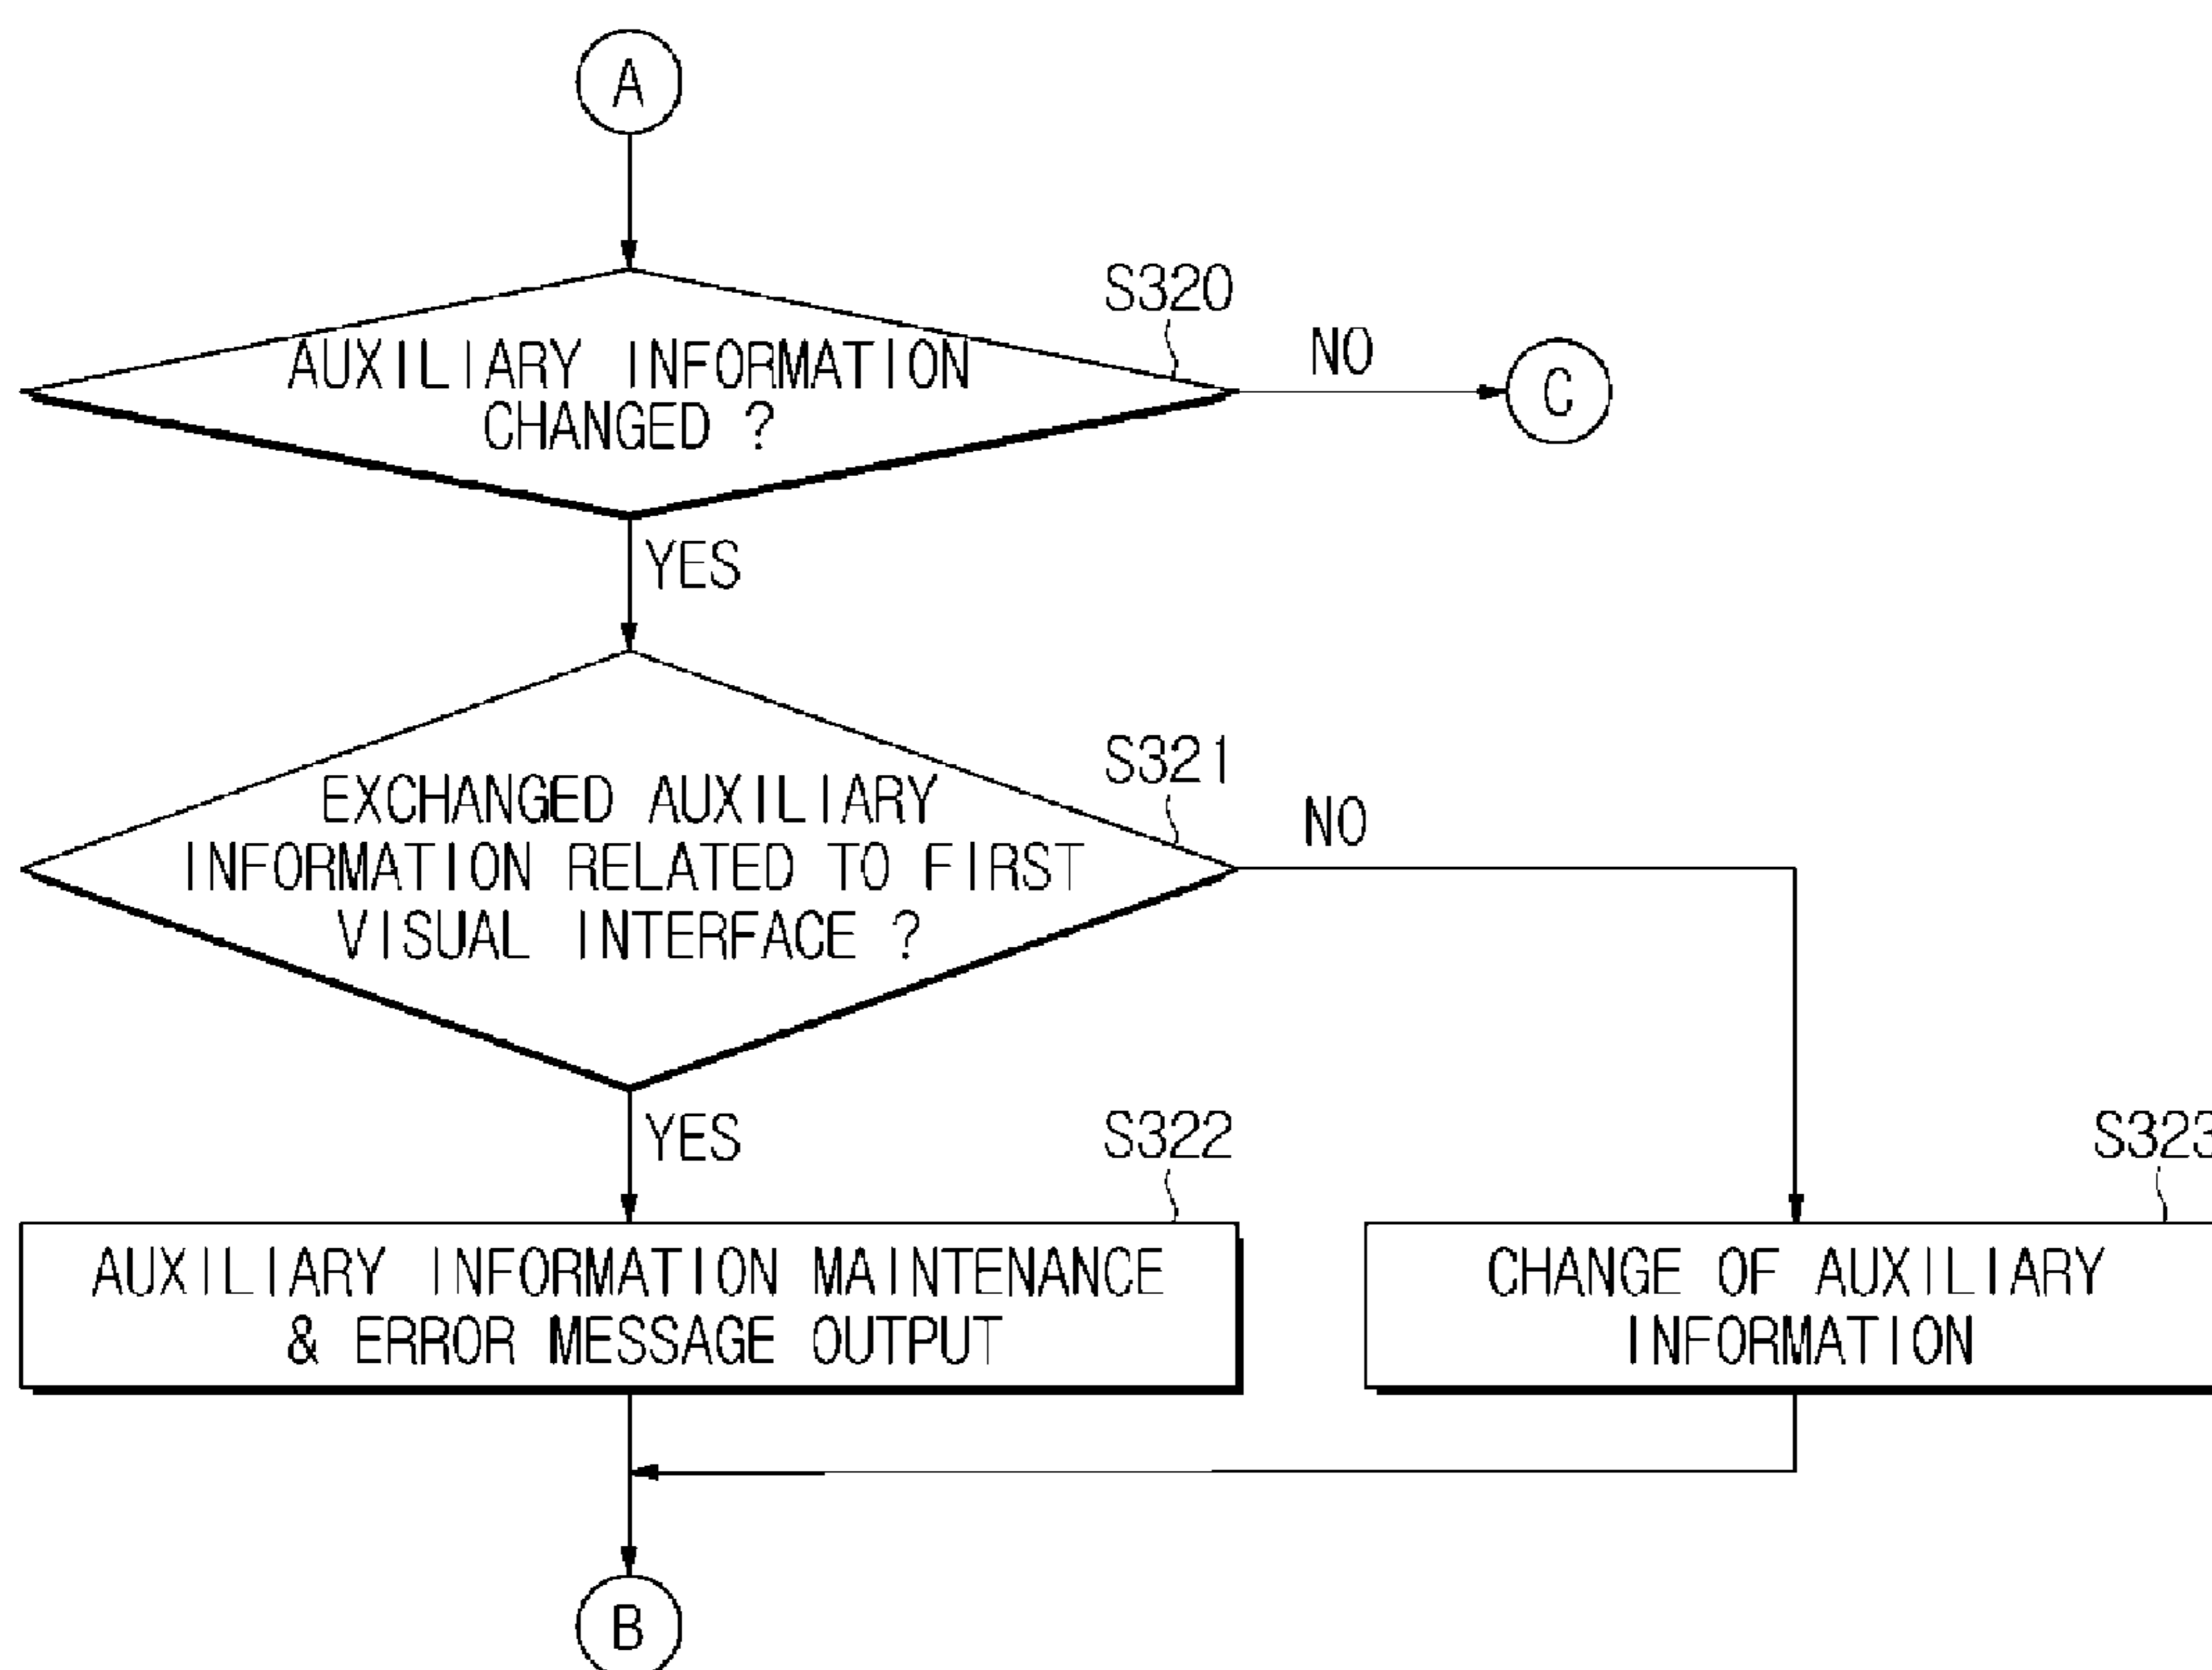 A
S320
AUXILIARY INFORMATION
CHANGED ?
NO
C
YES
S321
EXCHANGED AUXILIARY
INFORMATION RELATED TO FIRST
VISUAL INTERFACE ?
NO
YES
S322
AUXILIARY INFORMATION MAINTENANCE
& ERROR MESSAGE OUTPUT
S323
CHANGE OF AUXILIARY
INFORMATION
B